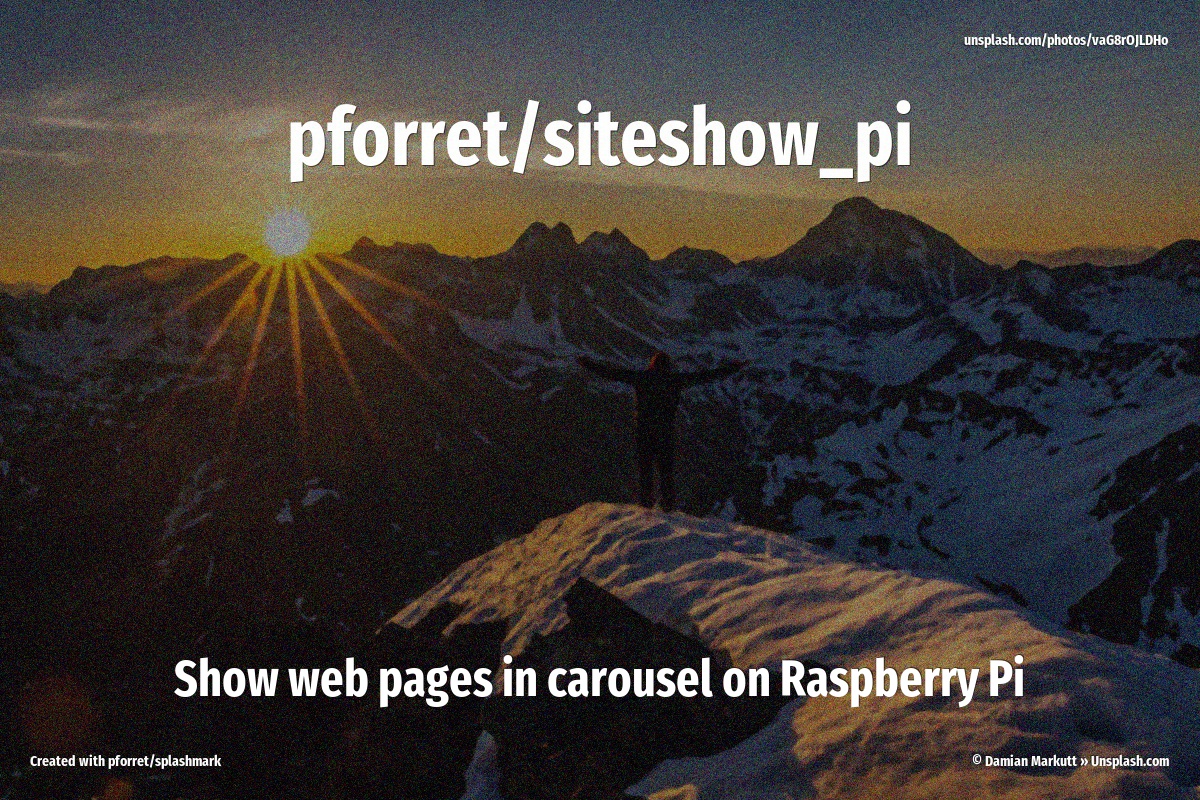 unsplash.com/photos/vaG8rOJLDHo
pforret/siteshow_pi
Show web pages in carousel on Raspberry Pi
Created with pforret/splashmark
© Damian Markutt » Unsplash.com